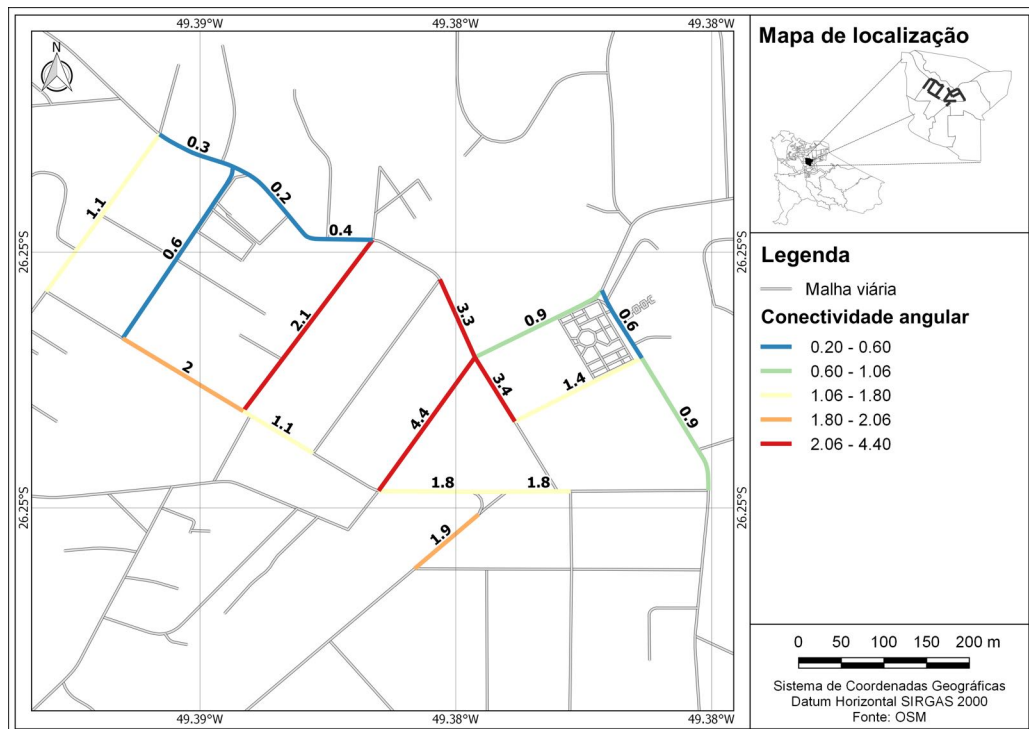 49.39°W
49.38°W
49.38°W
N
26.25°S
26.25°S
26.25°S
26.25°S
0.3
0.2
0.4
1.1
0.6
2.1
3.3
0.9
0.6
2
3.4
1.4
4.4
1.1
0.9
1.8
1.8
1.9
49.39°W
49.38°W
49.38°W
Mapa de localização
Legenda
Malha viária
Conectividade angular
0.20 - 0.60
0.60 - 1.06
1.06 - 1.80
1.80 - 2.06
2.06 - 4.40
0 50 100 150 200 m
Sistema de Coordenadas Geográficas
Datum Horizontal SIRGAS 2000
Fonte: OSM